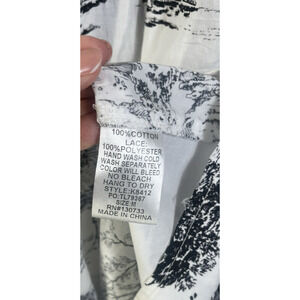 100%COTTON
LACE:
100%POLYESTER
HAND WASH COLD
WASH SEPARATELY
COLOR WILL BLEED
NO BLEACH
HANG TO DRY
STYLE:K8412
PO:TL79367
SIZE M
RN#130733
MADE IN CHINA